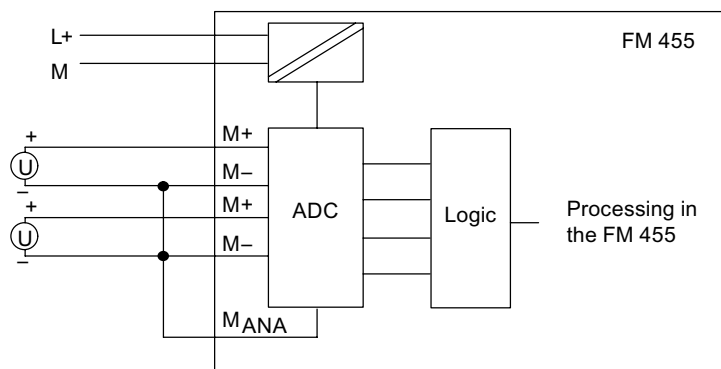 L+
FM 455
M
+
M+
U
−
M−
+
M+
ADC
Logic
Processing in
the FM 455
U
−
M−
MANA